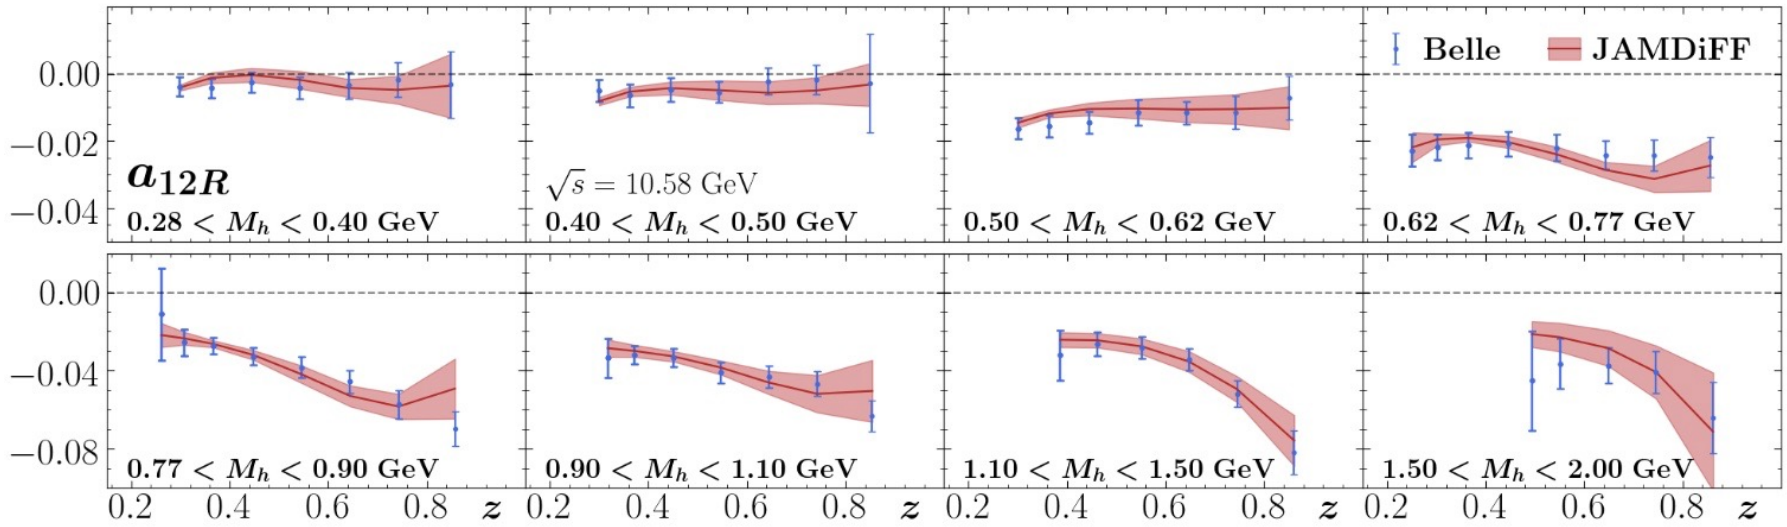 Belle JAMDiFF
0.00
−0.02
−0.04
a12R
√s = 10.58 GeV
0.28 < Mh < 0.40 GeV
0.40 < Mh < 0.50 GeV
0.50 < Mh < 0.62 GeV
0.62 < Mh < 0.77 GeV
0.00
−0.04
−0.08
0.77 < Mh < 0.90 GeV
0.90 < Mh < 1.10 GeV
1.10 < Mh < 1.50 GeV
1.50 < Mh < 2.00 GeV
0.2 0.4 0.6 0.8 z 0.2 0.4 0.6 0.8 z 0.2 0.4 0.6 0.8 z 0.2 0.4 0.6 0.8 z